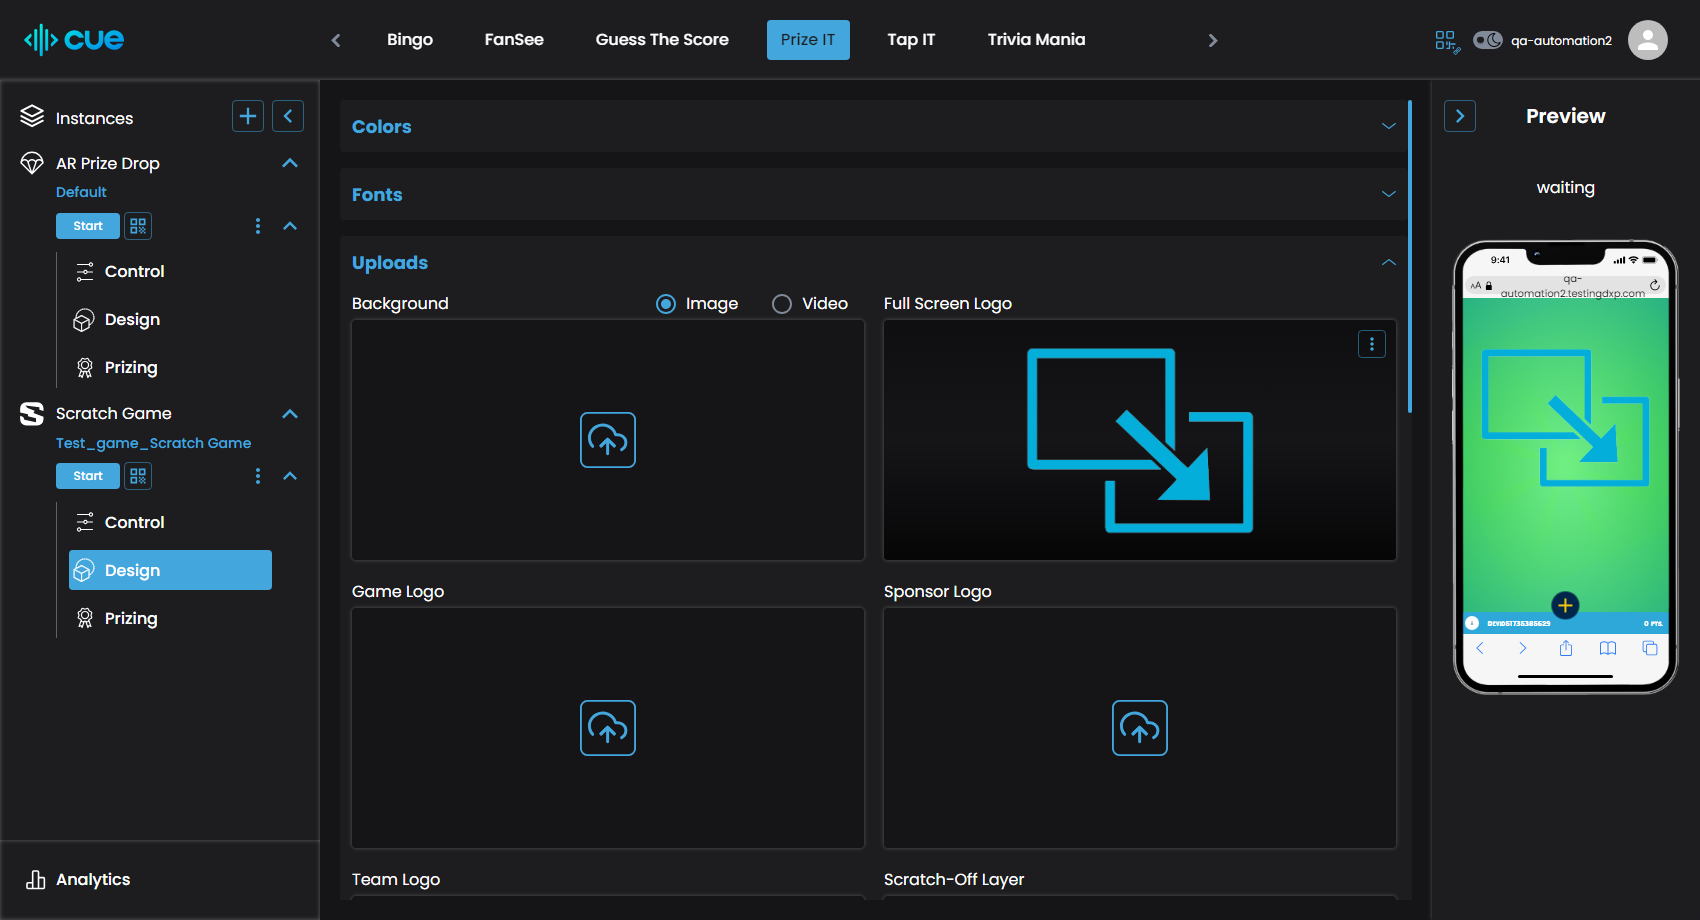 cue
Bingo
FanSee
Guess The Score
Prize IT
Tap IT
Trivia Mania
qa-automation2
Instances
AR Prize Drop
Default
Start
Control
Design
Prizing
Scratch Game
Test_game_Scratch Game
Start
Control
Design
Prizing
Analytics
Colors
Fonts
Uploads
Background
Image
Video
Full Screen Logo
Game Logo
Sponsor Logo
Team Logo
Scratch-Off Layer
Preview
waiting
9:41
AA
qa-
automation2.testingdxp.com
0 PTS.